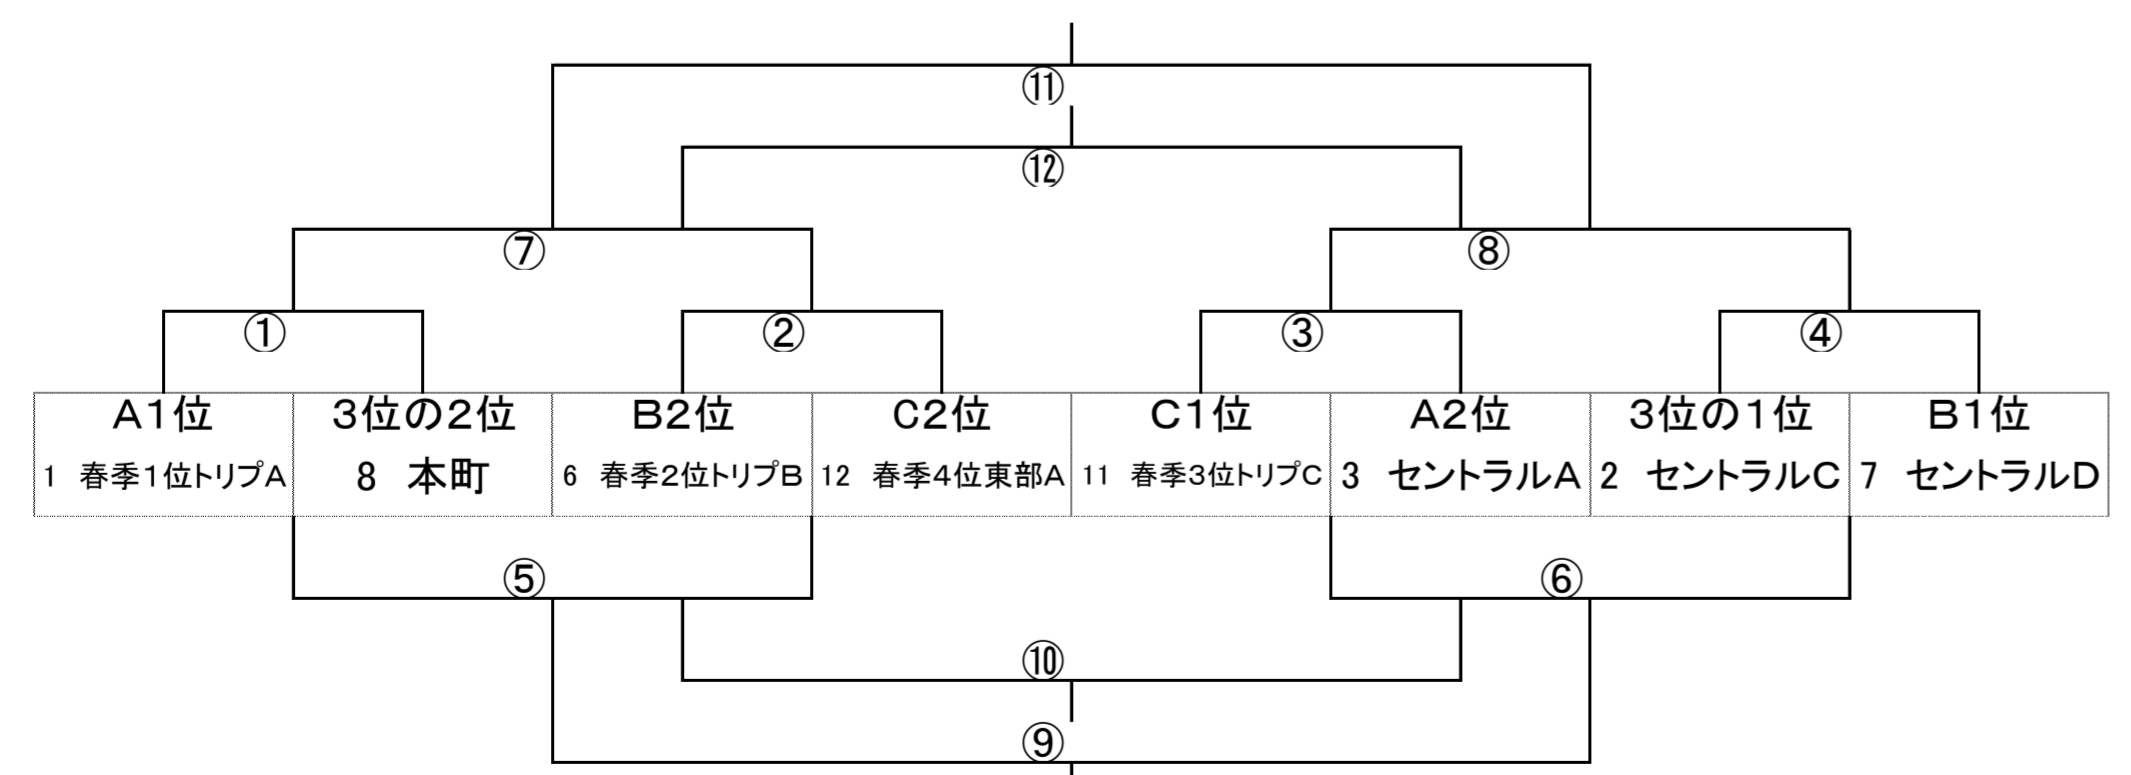 ⑪
⑫
⑦ ⑧
① ② ③ ④
A1位 3位の2位 B2位 C2位 C1位 A2位 3位の1位 B1位
1 春季1位トリプA 8 本町 6 春季2位トリプB 12 春季4位東部A 11 春季3位トリプC 3 セントラルA 2 セントラルC 7 セントラルD
⑤ ⑥
⑩
⑨